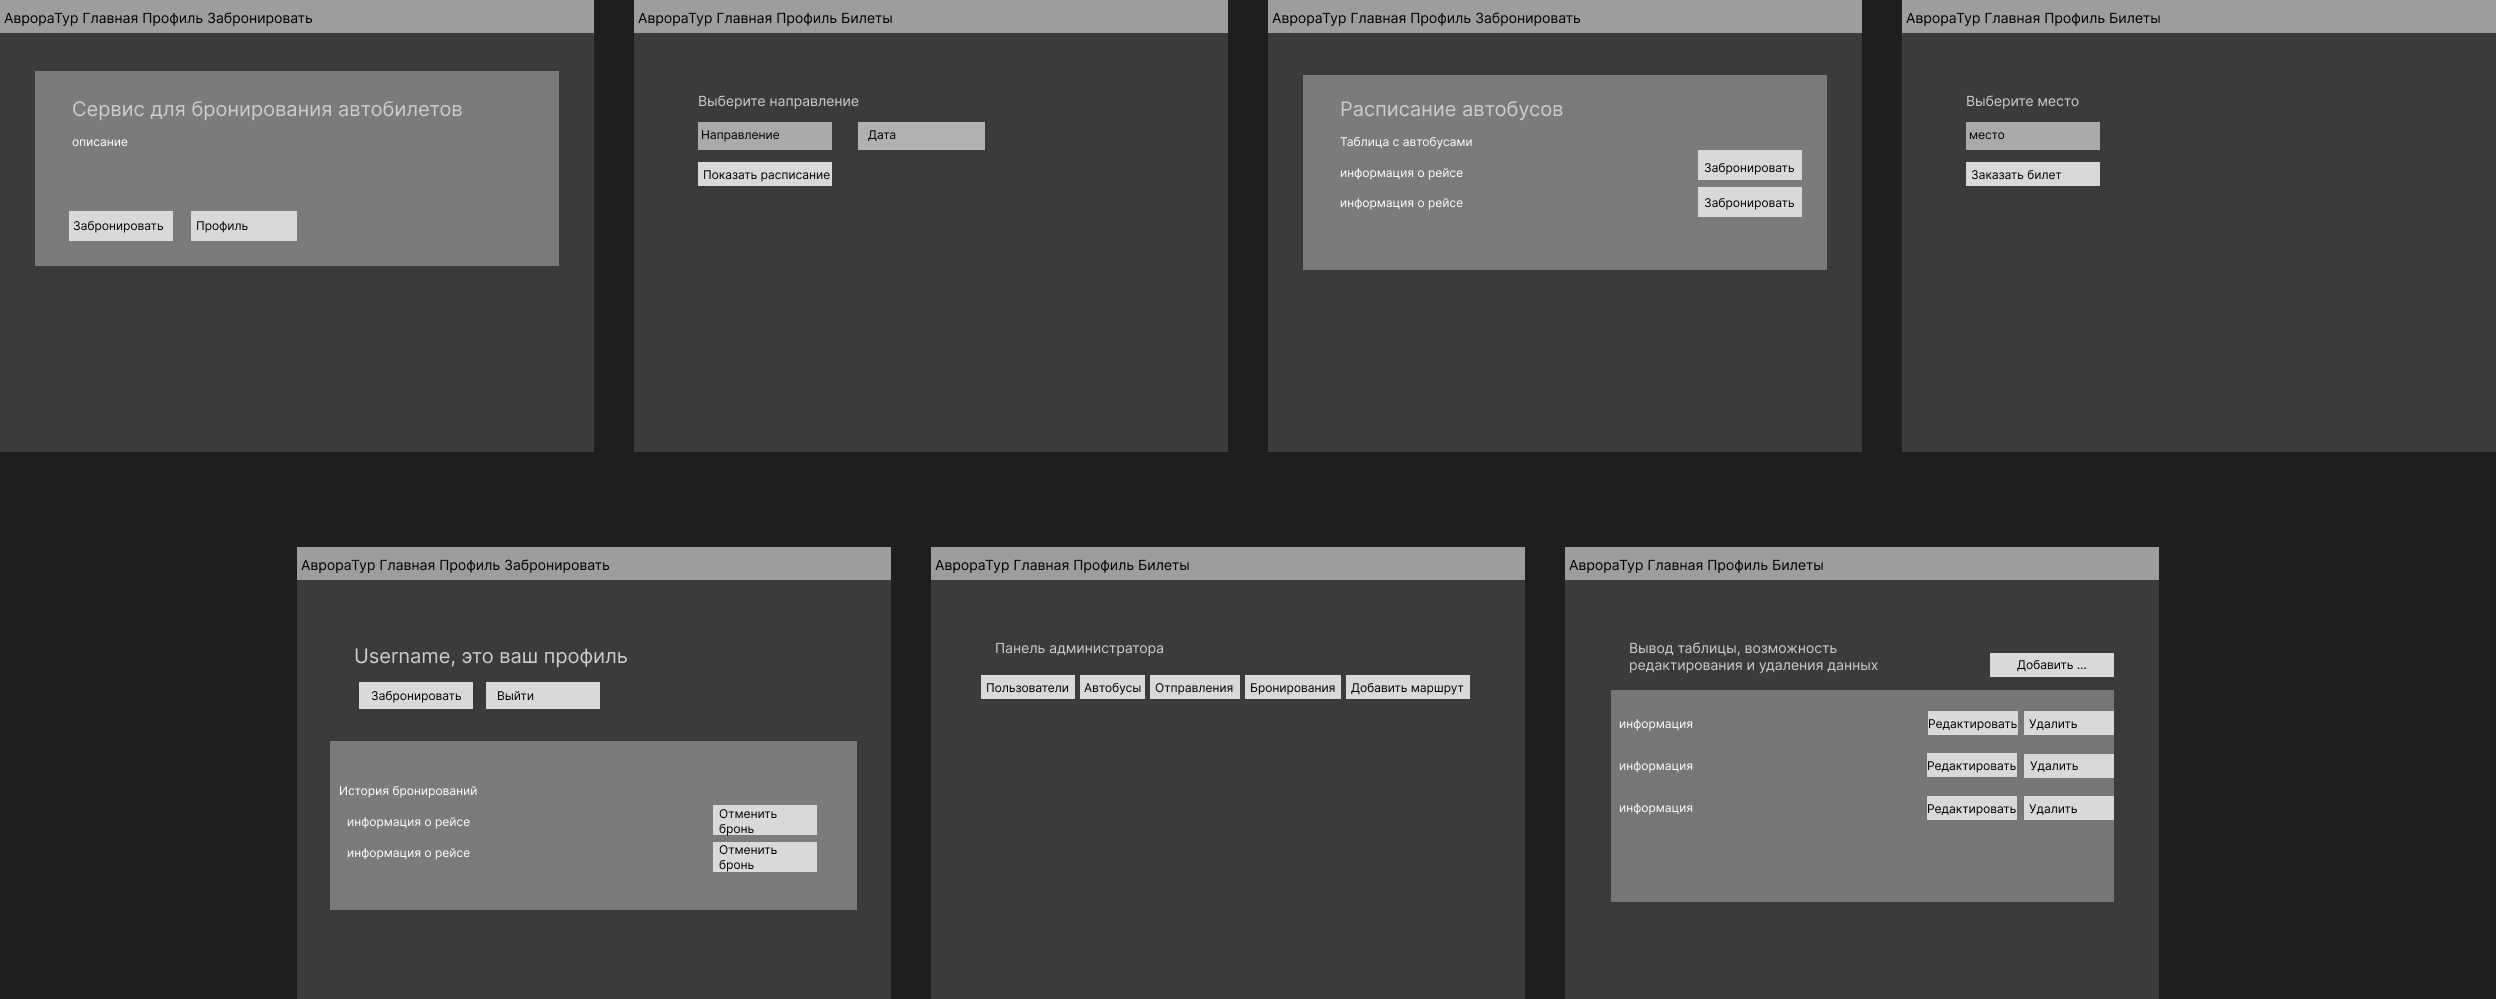 АврораТур Главная Профиль Забронировать
Сервис для бронирования автобилетов
описание
Забронировать
Профиль
АврораТур Главная Профиль Билеты
Выберите направление
Направление
Дата
Показать расписание
АврораТур Главная Профиль Забронировать
Расписание автобусов
Таблица с автобусами
информация о рейсе
Забронировать
информация о рейсе
Забронировать
АврораТур Главная Профиль Билеты
Выберите место
место
Заказать билет
АврораТур Главная Профиль Забронировать
Username, это ваш профиль
Забронировать
Выйти
История бронирований
информация о рейсе
Отменить
бронь
информация о рейсе
Отменить
бронь
АврораТур Главная Профиль Билеты
Панель администратора
Пользователи
Автобусы
Отправления
Бронирования
Добавить маршрут
АврораТур Главная Профиль Билеты
Вывод таблицы, возможность
редактирования и удаления данных
Добавить ...
информация
Редактировать
Удалить
информация
Редактировать
Удалить
информация
Редактировать
Удалить